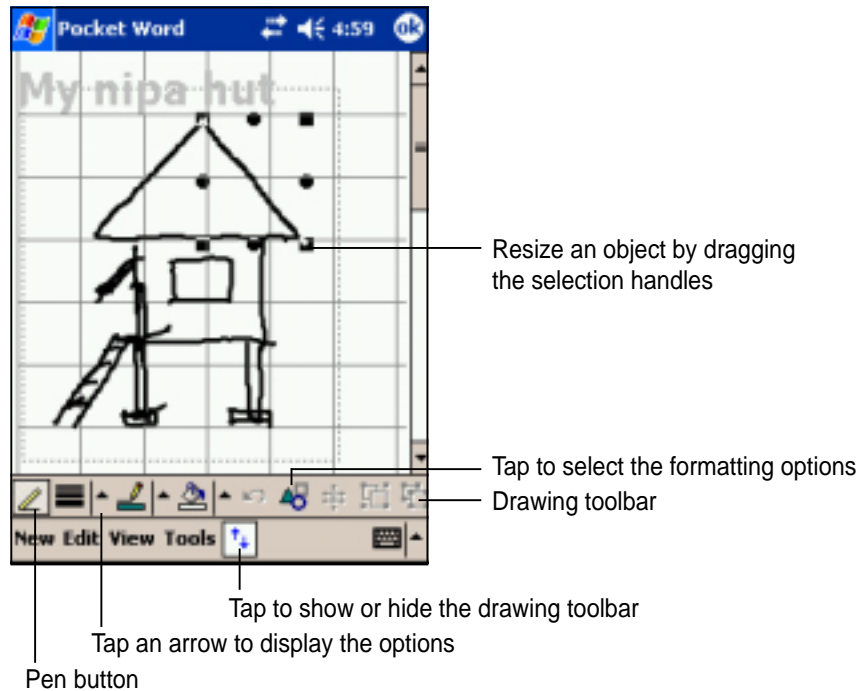 Pocket Word 4:59 ok
My nipa hut
Resize an object by dragging
the selection handles
Tap to select the formatting options
Drawing toolbar
New Edit View Tools
Tap to show or hide the drawing toolbar
Tap an arrow to display the options
Pen button